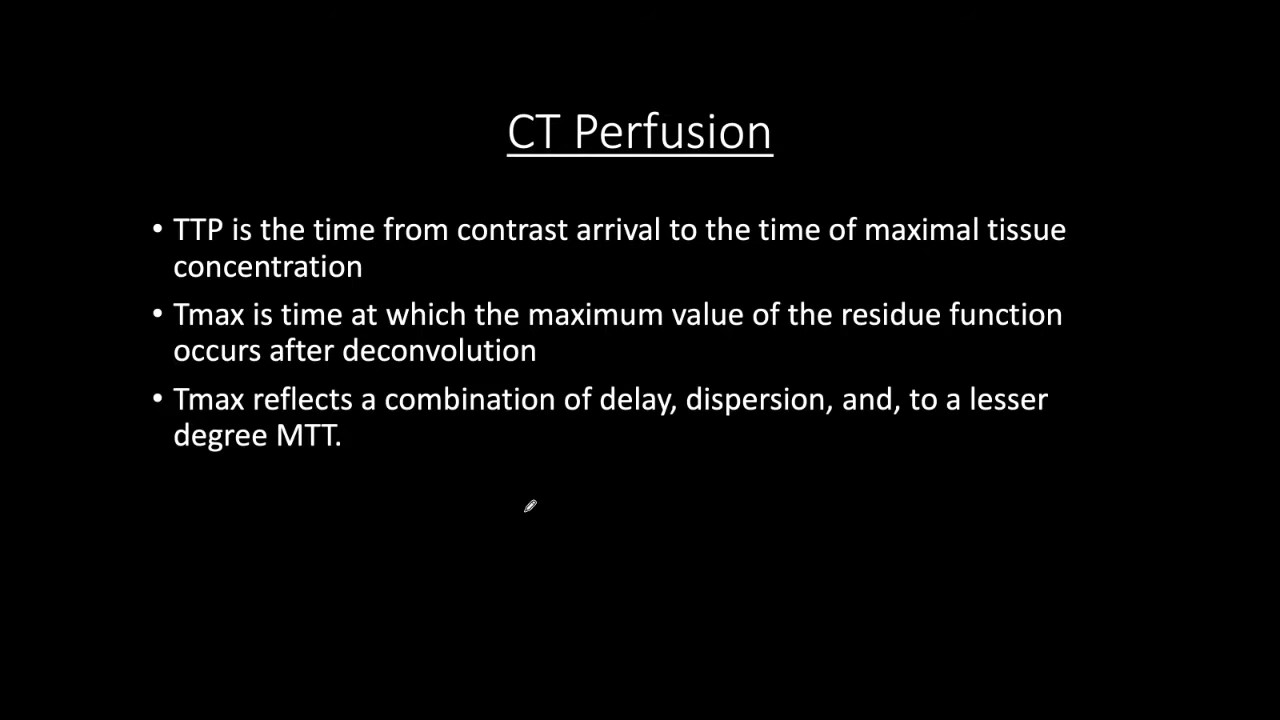 CT Perfusion
• TTP is the time from contrast arrival to the time of maximal tissue
concentration
• Tmax is time at which the maximum value of the residue function
occurs after deconvolution
• Tmax reflects a combination of delay, dispersion, and, to a lesser
degree MTT.